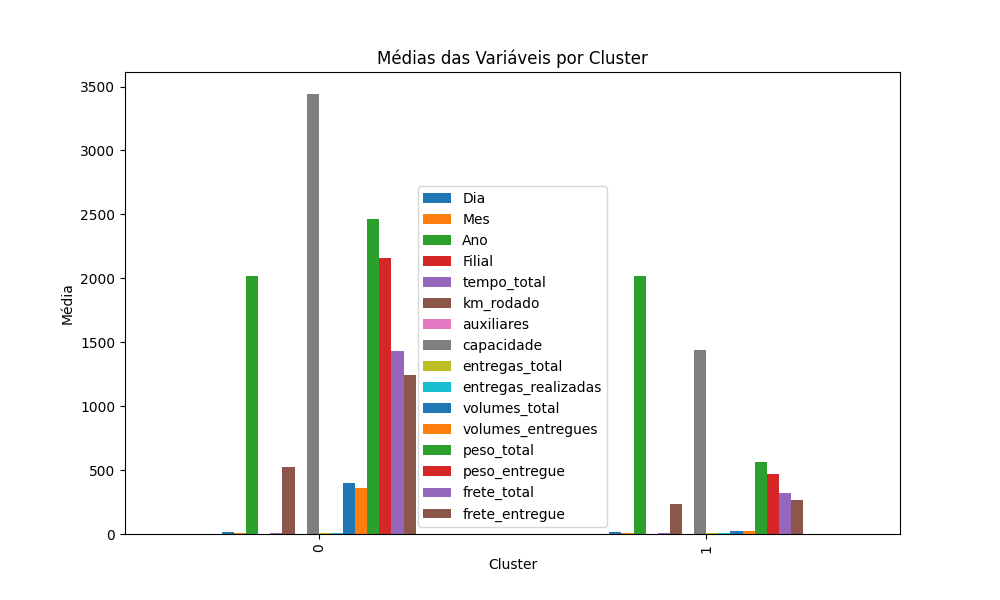 Médias das Variáveis por Cluster
3500
3000
2500
2000
1500
1000
500
0
Média
Dia
Mes
Ano
Filial
tempo_total
km_rodado
auxiliares
capacidade
entregas_total
entregas_realizadas
volumes_total
volumes_entregues
peso_total
peso_entregue
frete_total
frete_entregue
0
1
Cluster